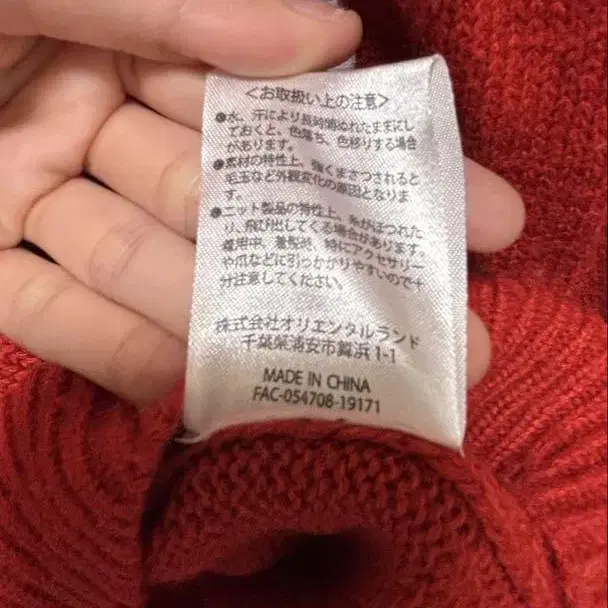 <お取扱い上の注意>
●水、汗により長時間ぬれたままにし
ておくと、色落ち、色移りする場合
があります。
●素材の特性上、強くまさつされると
毛玉など外観変化の原因となりま
す。
●ニット製品の特性上、糸がほつれた
り、飛び出してくる場合があります。
着用中、着脱時、特にアクセサリー
や爪などに引っかかりやすいので十
分注意してください。
株式会社オリエンタルランド
千葉県浦安市舞浜1-1
MADE IN CHINA
FAC-054708-19171